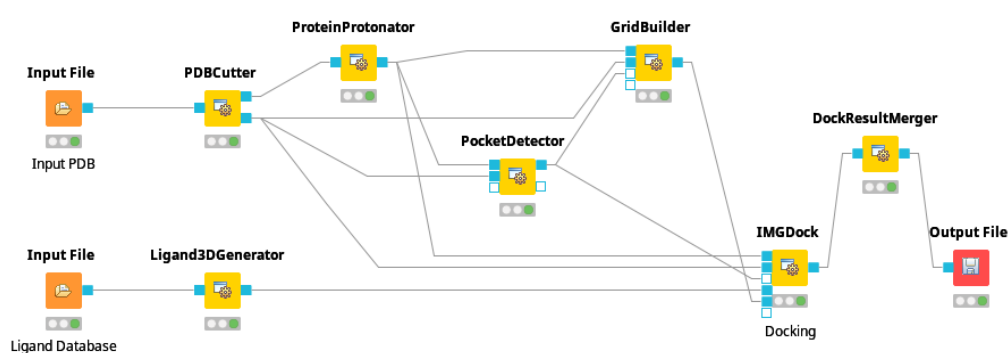 ProteinProtonator
GridBuilder
Input File
PDBCutter
DockResultMerger
PocketDetector
Input PDB
IMGDock
Output File
Input File
Ligand3DGenerator
Docking
Ligand Database